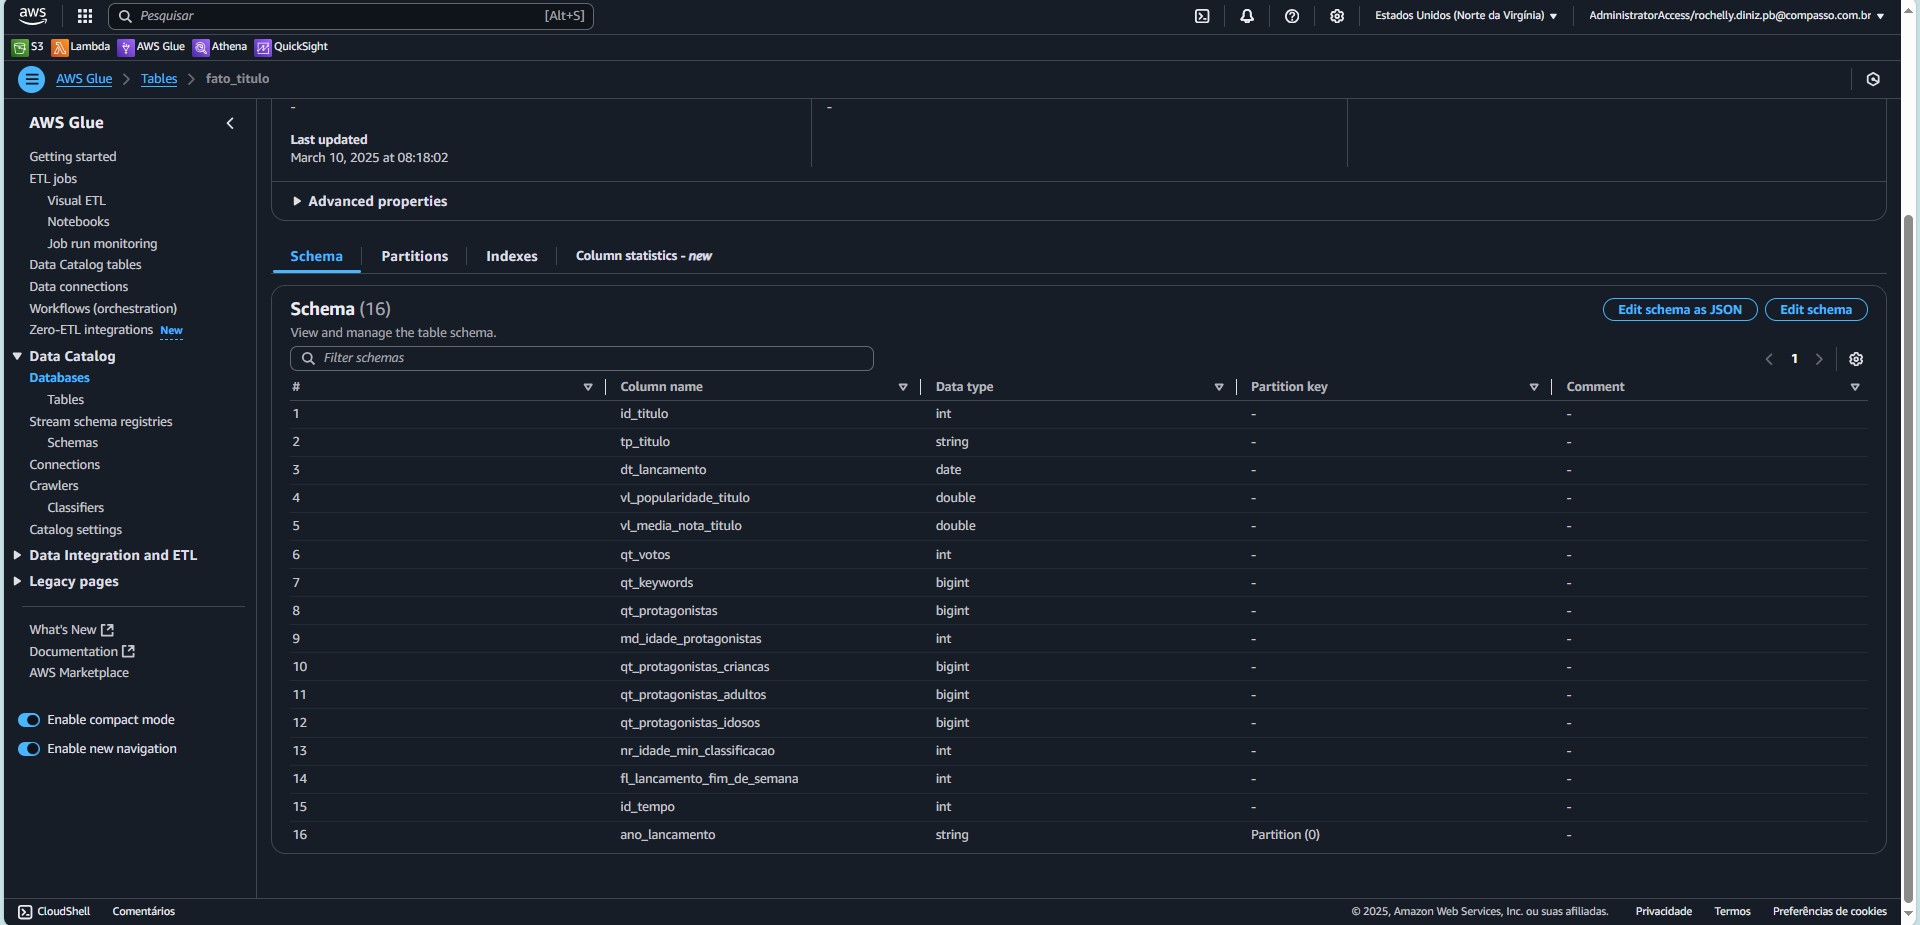 aws
Pesquisar [Alt+S] Estados Unidos (Norte da Virgínia) AdministratorAccess/rochelly.diniz.pb@compasso.com.br
S3 Lambda AWS Glue Athena QuickSight
AWS Glue Tables fato_titulo
AWS Glue
Getting started
ETL jobs
Visual ETL
Notebooks
Job run monitoring
Data Catalog tables
Data connections
Workflows (orchestration)
Zero-ETL integrations New
Data Catalog
Databases
Tables
Stream schema registries
Schemas
Connections
Crawlers
Classifiers
Catalog settings
Data Integration and ETL
Legacy pages
What's New
Documentation
AWS Marketplace
Enable compact mode
Enable new navigation
- -
Last updated
March 10, 2025 at 08:18:02
Advanced properties
Schema Partitions Indexes Column statistics - new
Schema (16)
View and manage the table schema.
Edit schema as JSON Edit schema
Filter schemas
1
# Column name Data type Partition key Comment
1 id_titulo int - -
2 tp_titulo string - -
3 dt_lancamento date - -
4 vl_popularidade_titulo double - -
5 vl_media_nota_titulo double - -
6 qt_votos int - -
7 qt_keywords bigint - -
8 qt_protagonistas bigint - -
9 md_idade_protagonistas int - -
10 qt_protagonistas_criancas bigint - -
11 qt_protagonistas_adultos bigint - -
12 qt_protagonistas_idosos bigint - -
13 nr_idade_min_classificacao int - -
14 fl_lancamento_fim_de_semana int - -
15 id_tempo int - -
16 ano_lancamento string Partition (0) -
CloudShell Comentários © 2025, Amazon Web Services, Inc. ou suas afiliadas. Privacidade Termos Preferências de cookies